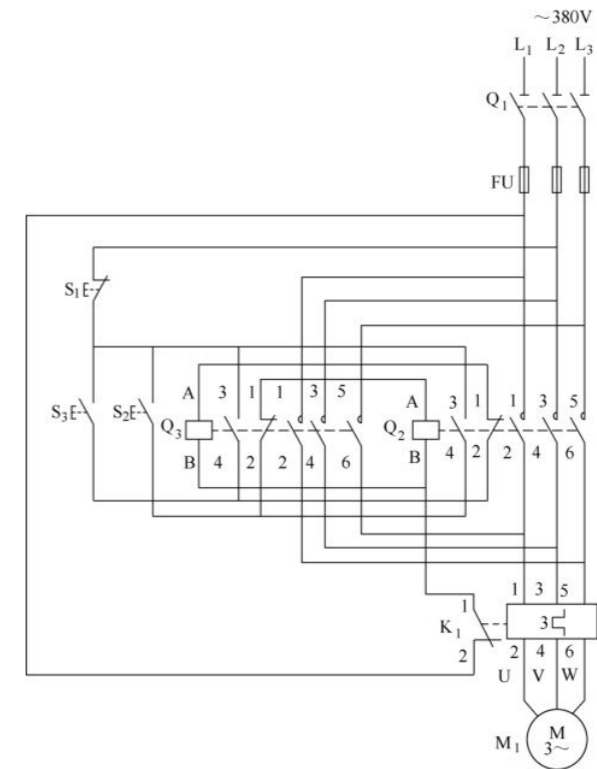 ~380V
L1 L2 L3
Q1
FU
S1
A 3 1 1 3 5 A 3 1 1 3 5
S3 S2 Q3 Q2
B 4 2 2 4 6 B 4 2 2 4 6
1 3 5
1
K1 3
2 2 4 6
U V W
M1 M
3~